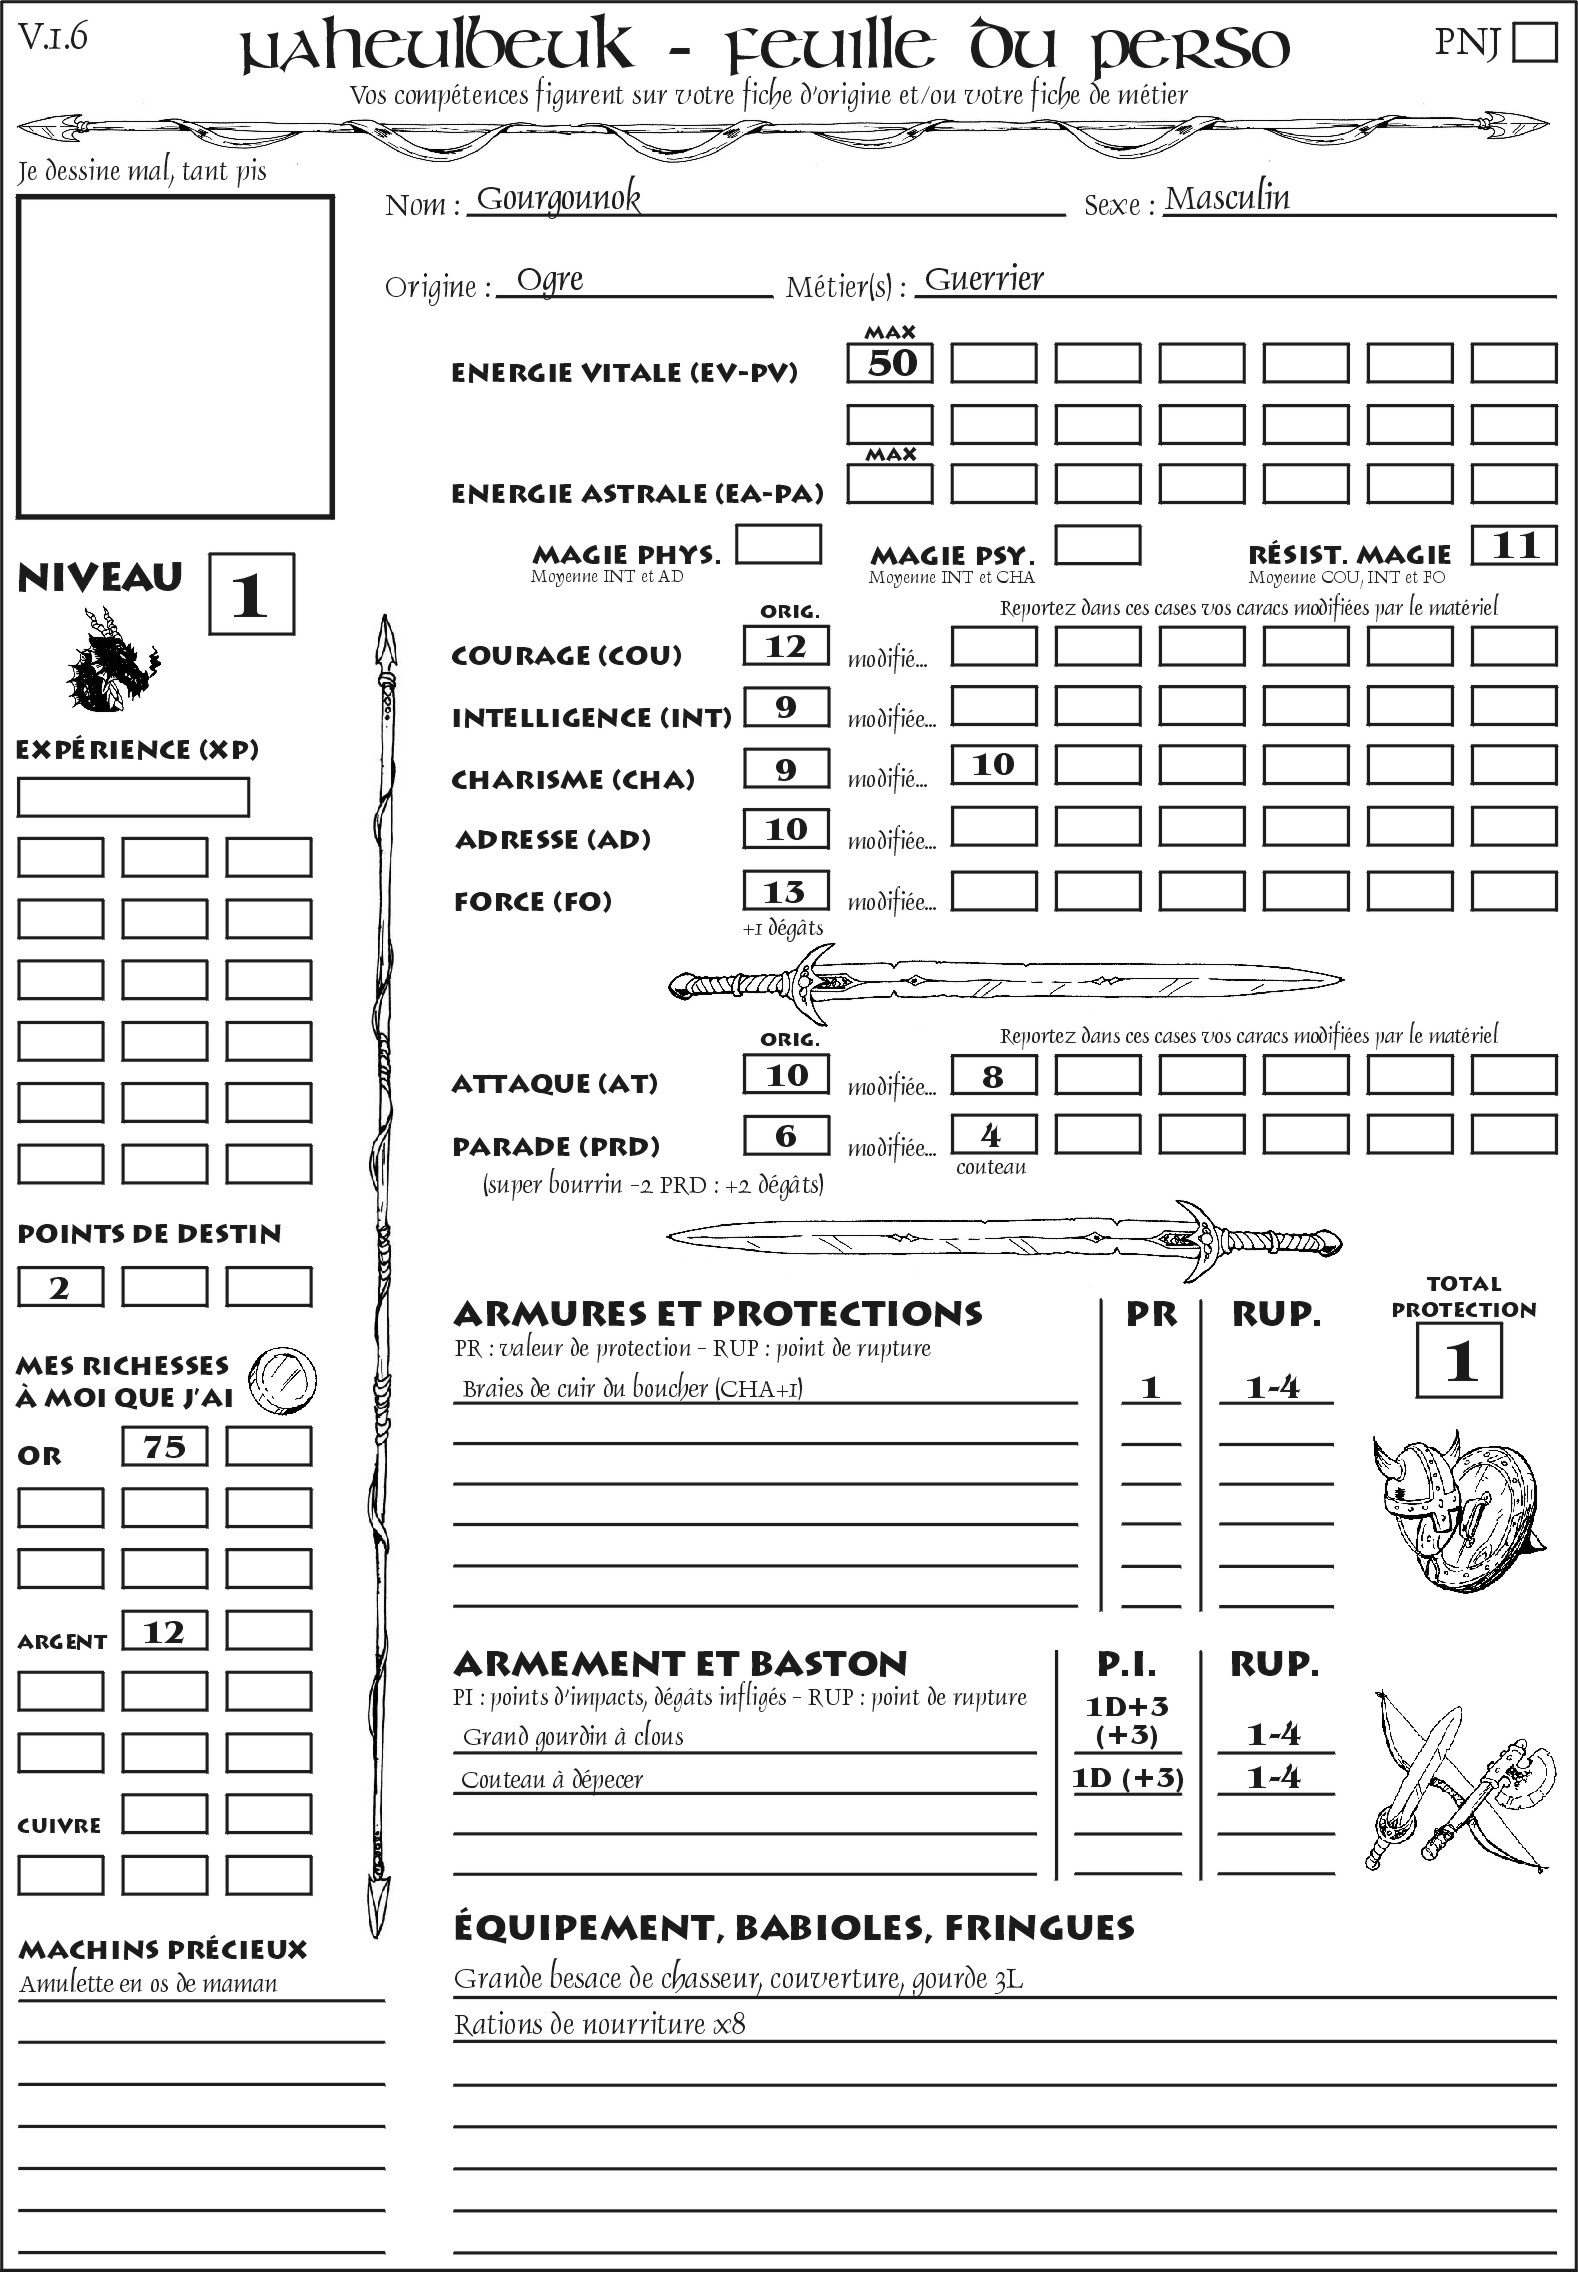 V.1.6
Naheulbeuk - Feuille du perso
PNJ
Vos compétences figurent sur votre fiche d'origine et/ou votre fiche de métier
Je dessine mal, tant pis
Nom : Gourgounok Sexe : Masculin
Origine : Ogre Métier(s) : Guerrier
MAX
ENERGIE VITALE (EV-PV) 50
MAX
ENERGIE ASTRALE (EA-PA)
MAGIE PHYS. MAGIE PSY. RÉSIST. MAGIE 11
Moyenne INT et AD Moyenne INT et CHA Moyenne COU, INT et FO
NIVEAU 1
ORIG. Reportez dans ces cases vos caracs modifiées par le matériel
COURAGE (COU) 12 modifié...
INTELLIGENCE (INT) 9 modifiée...
CHARISME (CHA) 9 modifié... 10
ADRESSE (AD) 10 modifiée...
FORCE (FO) 13 modifiée...
+1 dégâts
EXPÉRIENCE (XP)
ORIG. Reportez dans ces cases vos caracs modifiées par le matériel
ATTAQUE (AT) 10 modifiée... 8
PARADE (PRD) 6 modifiée... 4
couteau
(super bourrin -2 PRD : +2 dégâts)
POINTS DE DESTIN
2
MES RICHESSES
À MOI QUE J'AI
OR 75
ARGENT 12
CUIVRE
MACHINS PRÉCIEUX
Amulette en os de maman
ARMURES ET PROTECTIONS PR RUP.
PR : valeur de protection - RUP : point de rupture
Braies de cuir du boucher (CHA+1) 1 1-4
TOTAL
PROTECTION
1
ARMEMENT ET BASTON P.I. RUP.
PI : points d'impacts, dégâts infligés - RUP : point de rupture
Grand gourdin à clous 1D+3 (+3) 1-4
Couteau à dépecer 1D (+3) 1-4
ÉQUIPEMENT, BABIOLES, FRINGUES
Grande besace de chasseur, couverture, gourde 3L
Rations de nourriture x8